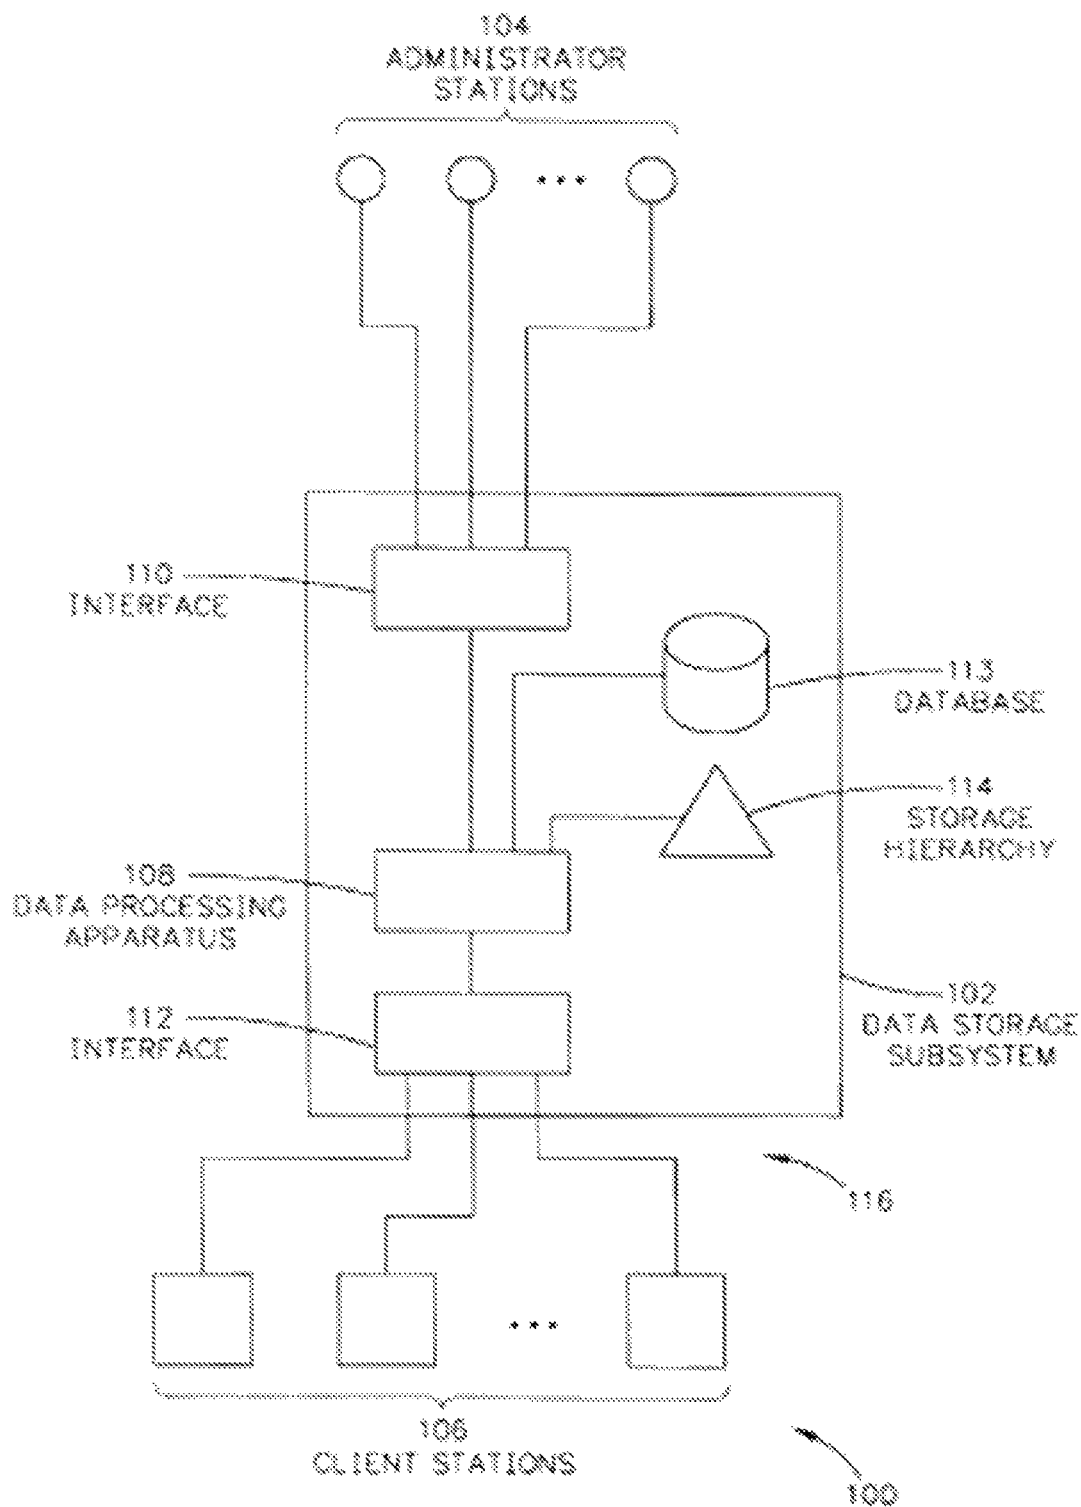 104
ADMINISTRATOR
STATIONS
110
INTERFACE
113
DATABASE
114
STORAGE
HIERARCHY
108
DATA PROCESSING
APPARATUS
102
DATA STORAGE
SUBSYSTEM
112
INTERFACE
116
106
CLIENT STATIONS
100